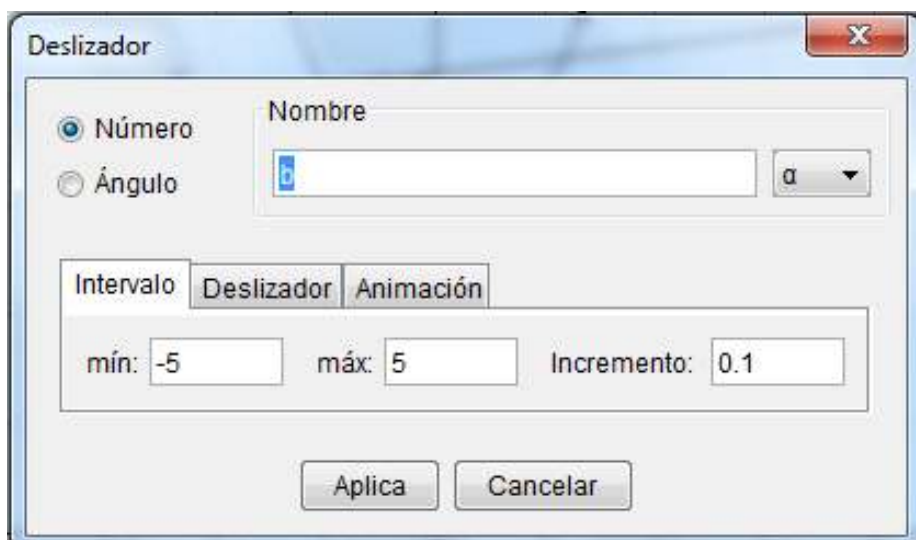 Deslizador
Número
Nombre
Ángulo
b
α
Intervalo Deslizador Animación
mín: -5 máx: 5 Incremento: 0.1
Aplica Cancelar